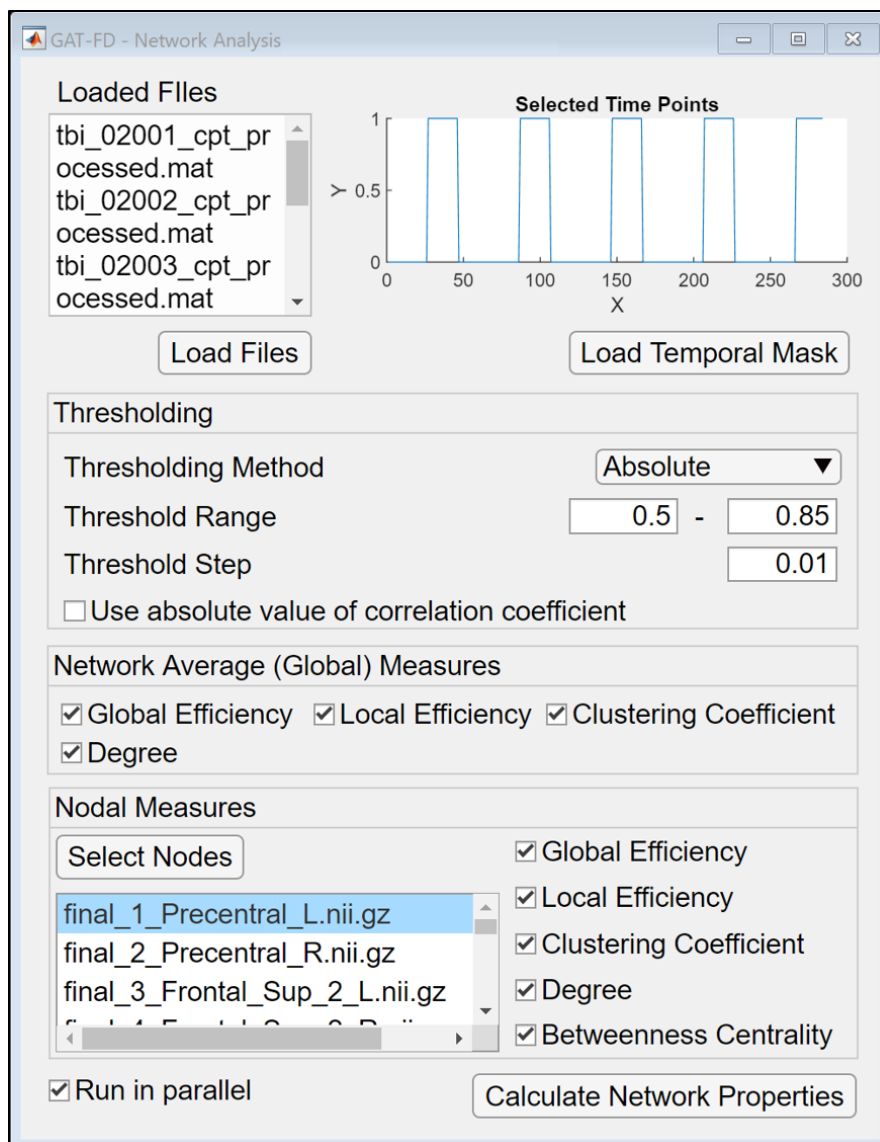 GAT-FD - Network Analysis
Loaded FIles
tbi_02001_cpt_pr
ocessed.mat
tbi_02002_cpt_pr
ocessed.mat
tbi_02003_cpt_pr
ocessed.mat
Load Files
Selected Time Points
1
0.5
0
Y
0 50 100 150 200 250 300
X
Load Temporal Mask
Thresholding
Thresholding Method Absolute
Threshold Range 0.5 - 0.85
Threshold Step 0.01
Use absolute value of correlation coefficient
Network Average (Global) Measures
Global Efficiency Local Efficiency Clustering Coefficient
Degree
Nodal Measures
Select Nodes
final_1_Precentral_L.nii.gz
final_2_Precentral_R.nii.gz
final_3_Frontal_Sup_2_L.nii.gz
Global Efficiency
Local Efficiency
Clustering Coefficient
Degree
Betweenness Centrality
Run in parallel
Calculate Network Properties